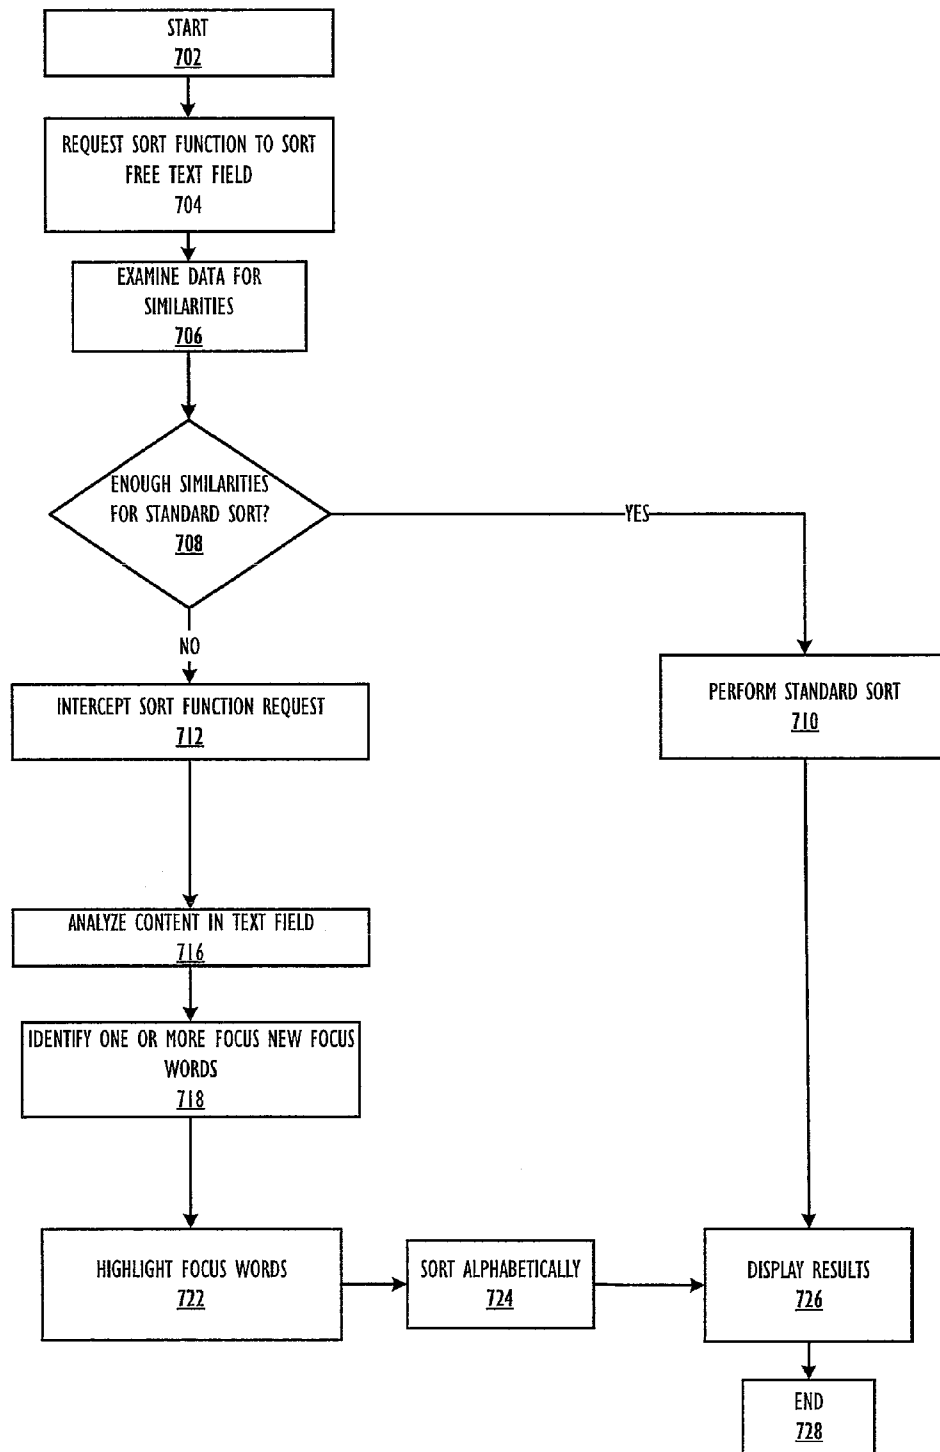 START
702
REQUEST SORT FUNCTION TO SORT
FREE TEXT FIELD
704
EXAMINE DATA FOR
SIMILARITIES
706
ENOUGH SIMILARITIES
FOR STANDARD SORT?
708
YES
NO
INTERCEPT SORT FUNCTION REQUEST
712
PERFORM STANDARD SORT
710
ANALYZE CONTENT IN TEXT FIELD
716
IDENTIFY ONE OR MORE FOCUS NEW FOCUS
WORDS
718
HIGHLIGHT FOCUS WORDS
722
SORT ALPHABETICALLY
724
DISPLAY RESULTS
726
END
728